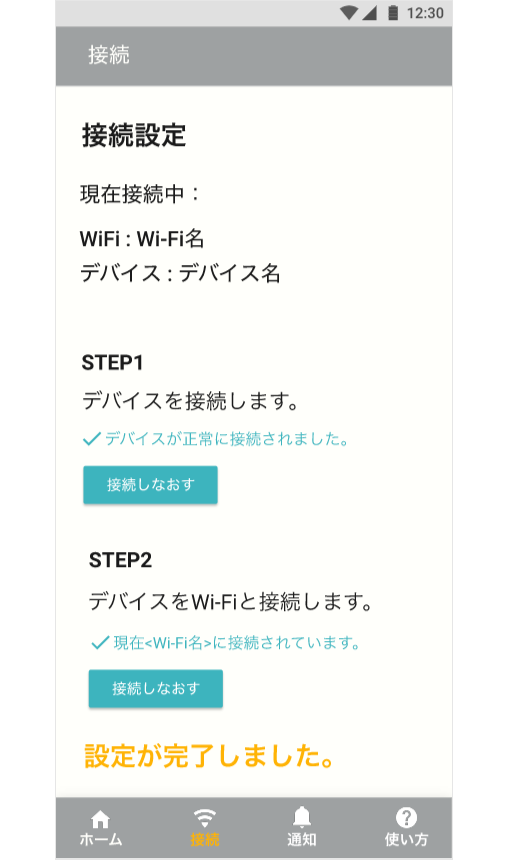 12:30
接続
接続設定
現在接続中：
WiFi : Wi-Fi名
デバイス : デバイス名
STEP1
デバイスを接続します。
デバイスが正常に接続されました。
接続しなおす
STEP2
デバイスをWi-Fiと接続します。
現在<Wi-Fi名>に接続されています。
接続しなおす
設定が完了しました。
ホーム 接続 通知 使い方